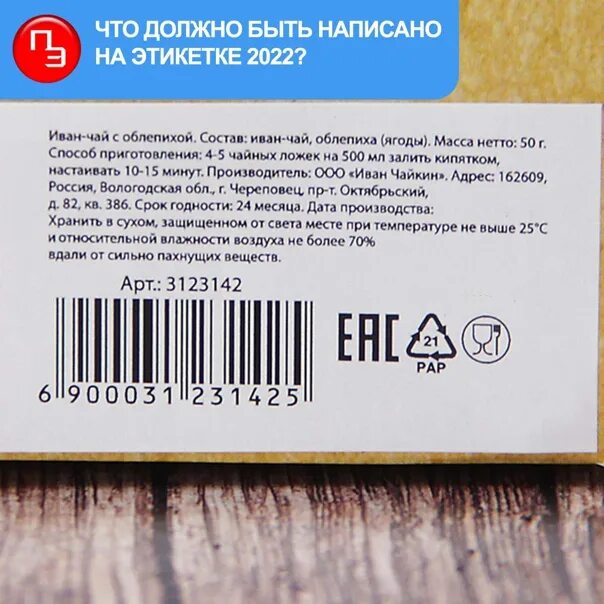 ПЭ
ЧТО ДОЛЖНО БЫТЬ НАПИСАНО
НА ЭТИКЕТКЕ 2022?
Иван-чай с облепихой. Состав: иван-чай, облепиха (ягоды). Масса нетто: 50 г.
Способ приготовления: 4-5 чайных ложек на 500 мл залить кипятком,
настаивать 10-15 минут. Производитель: ООО «Иван Чайкин». Адрес: 162609,
Россия, Вологодская обл., г. Череповец, пр-т. Октябрьский,
д. 82, кв. 386. Срок годности: 24 месяца. Дата производства:
Хранить в сухом, защищенном от света месте при температуре не выше 25°С
и относительной влажности воздуха не более 70%
вдали от сильно пахнущих веществ.
Арт.: 3123142
6 900031 231425
ЕАС
21
PAP